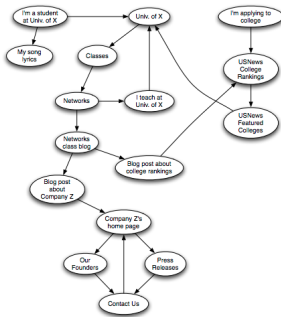 I'm a student
at Univ. of X
Univ. of X
I'm applying to
college
My song
lyrics
Classes
USNews
College
Rankings
Networks
I teach at
Univ. of X
USNews
Featured
Colleges
Networks
class blog
Blog post about
college rankings
Blog post
about
Company Z
Company Z's
home page
Our
Founders
Press
Releases
Contact Us